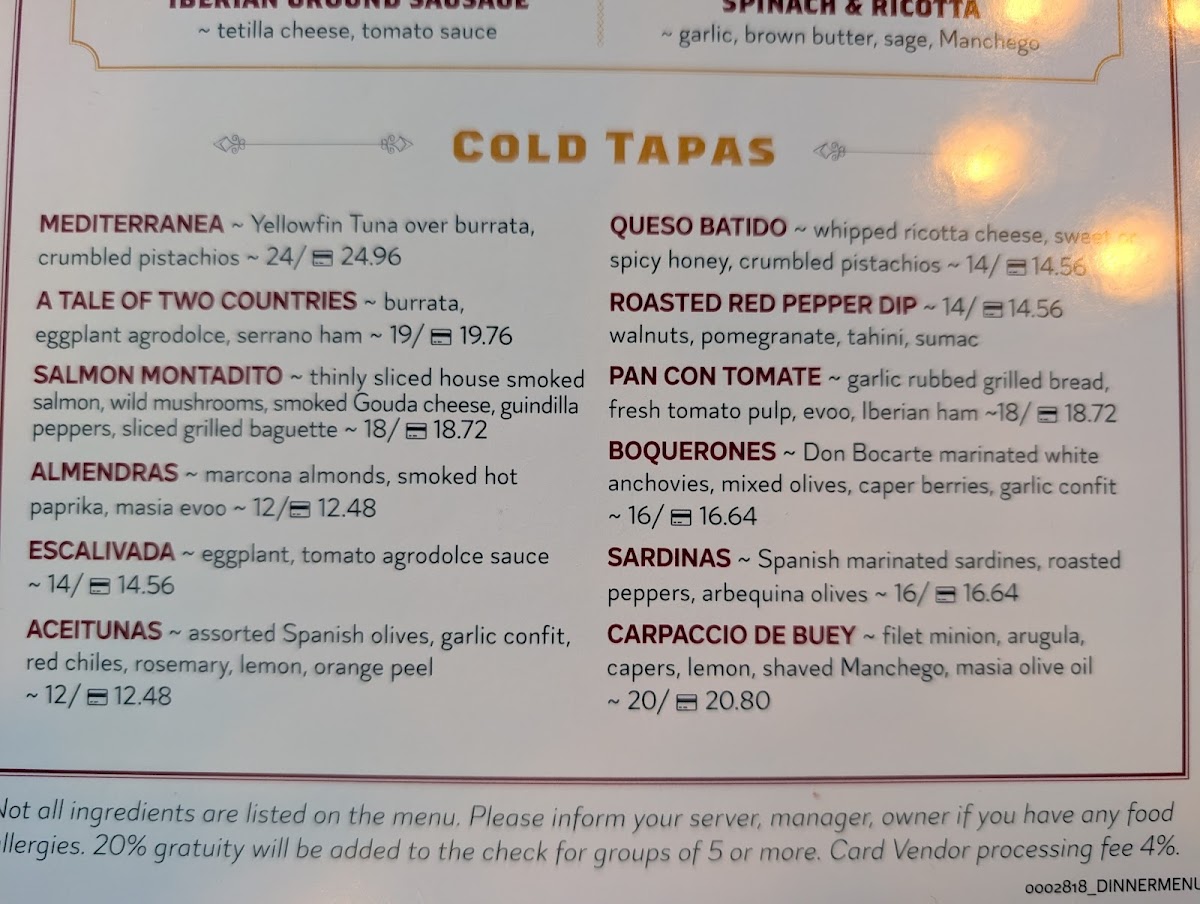 IBERIAN GROUND SAUSAGE
~ tetilla cheese, tomato sauce
SPINACH & RICOTTA
~ garlic, brown butter, sage, Manchego
COLD TAPAS
MEDITERRANEA ~ Yellowfin Tuna over burrata,
crumbled pistachios ~ 24/ 24.96
A TALE OF TWO COUNTRIES ~ burrata,
eggplant agrodolce, serrano ham ~ 19/ 19.76
SALMON MONTADITO ~ thinly sliced house smoked
salmon, wild mushrooms, smoked Gouda cheese, guindilla
peppers, sliced grilled baguette ~ 18/ 18.72
ALMENDRAS ~ marcona almonds, smoked hot
paprika, masia evoo ~ 12/ 12.48
ESCALIVADA ~ eggplant, tomato agrodolce sauce
~ 14/ 14.56
ACEITUNAS ~ assorted Spanish olives, garlic confit,
red chiles, rosemary, lemon, orange peel
~ 12/ 12.48
QUESO BATIDO ~ whipped ricotta cheese, sweet or
spicy honey, crumbled pistachios ~ 14/ 14.56
ROASTED RED PEPPER DIP ~ 14/ 14.56
walnuts, pomegranate, tahini, sumac
PAN CON TOMATE ~ garlic rubbed grilled bread,
fresh tomato pulp, evoo, Iberian ham ~18/ 18.72
BOQUERONES ~ Don Bocarte marinated white
anchovies, mixed olives, caper berries, garlic confit
~ 16/ 16.64
SARDINAS ~ Spanish marinated sardines, roasted
peppers, arbequina olives ~ 16/ 16.64
CARPACCIO DE BUEY ~ filet minion, arugula,
capers, lemon, shaved Manchego, masia olive oil
~ 20/ 20.80
Not all ingredients are listed on the menu. Please inform your server, manager, owner if you have any food
allergies. 20% gratuity will be added to the check for groups of 5 or more. Card Vendor processing fee 4%.
0002818_DINNERMENU